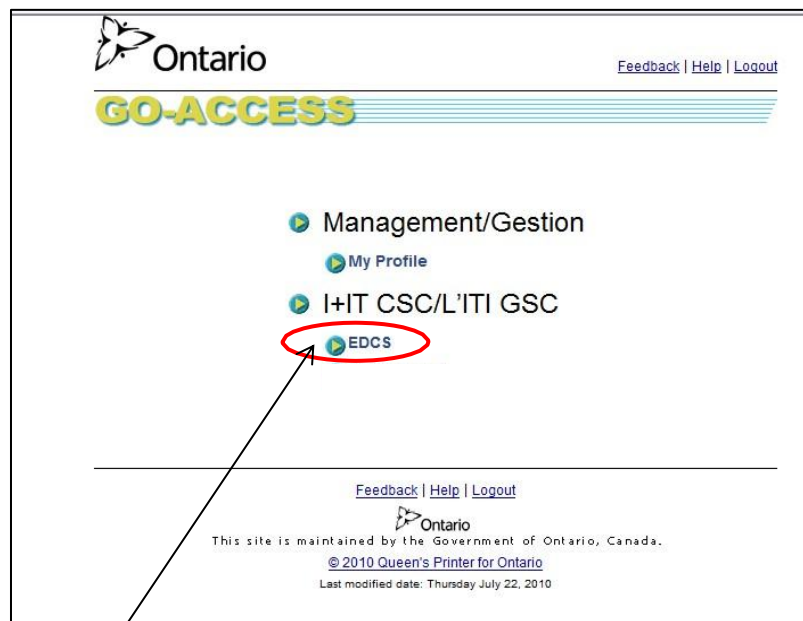 Ontario
Feedback | Help | Logout
GO-ACCESS
Management/Gestion
My Profile
I+IT CSC/L'ITI GSC
EDCS
Feedback | Help | Logout
Ontario
This site is maintained by the Government of Ontario, Canada.
© 2010 Queen's Printer for Ontario
Last modified date: Thursday July 22, 2010